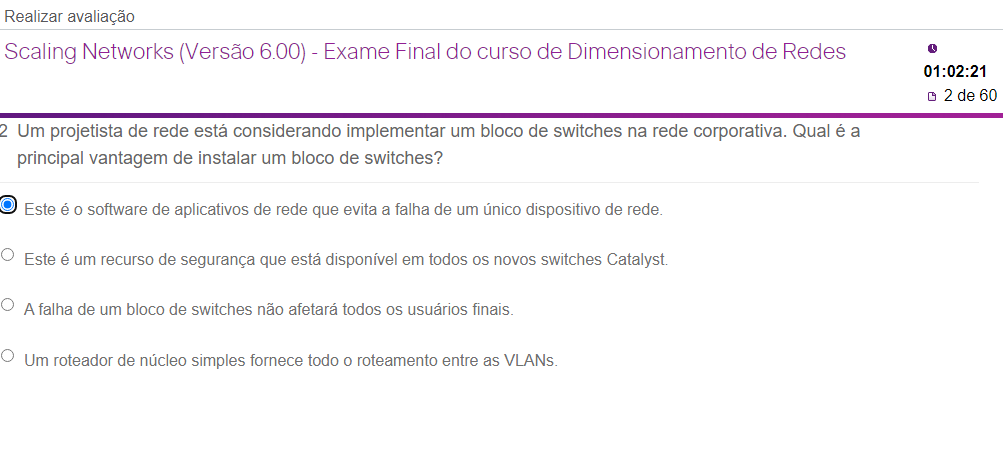 Realizar avaliação
Scaling Networks (Versão 6.00) - Exame Final do curso de Dimensionamento de Redes
01:02:21
2 de 60
2 Um projetista de rede está considerando implementar um bloco de switches na rede corporativa. Qual é a
principal vantagem de instalar um bloco de switches?
Este é o software de aplicativos de rede que evita a falha de um único dispositivo de rede.
Este é um recurso de segurança que está disponível em todos os novos switches Catalyst.
A falha de um bloco de switches não afetará todos os usuários finais.
Um roteador de núcleo simples fornece todo o roteamento entre as VLANs.